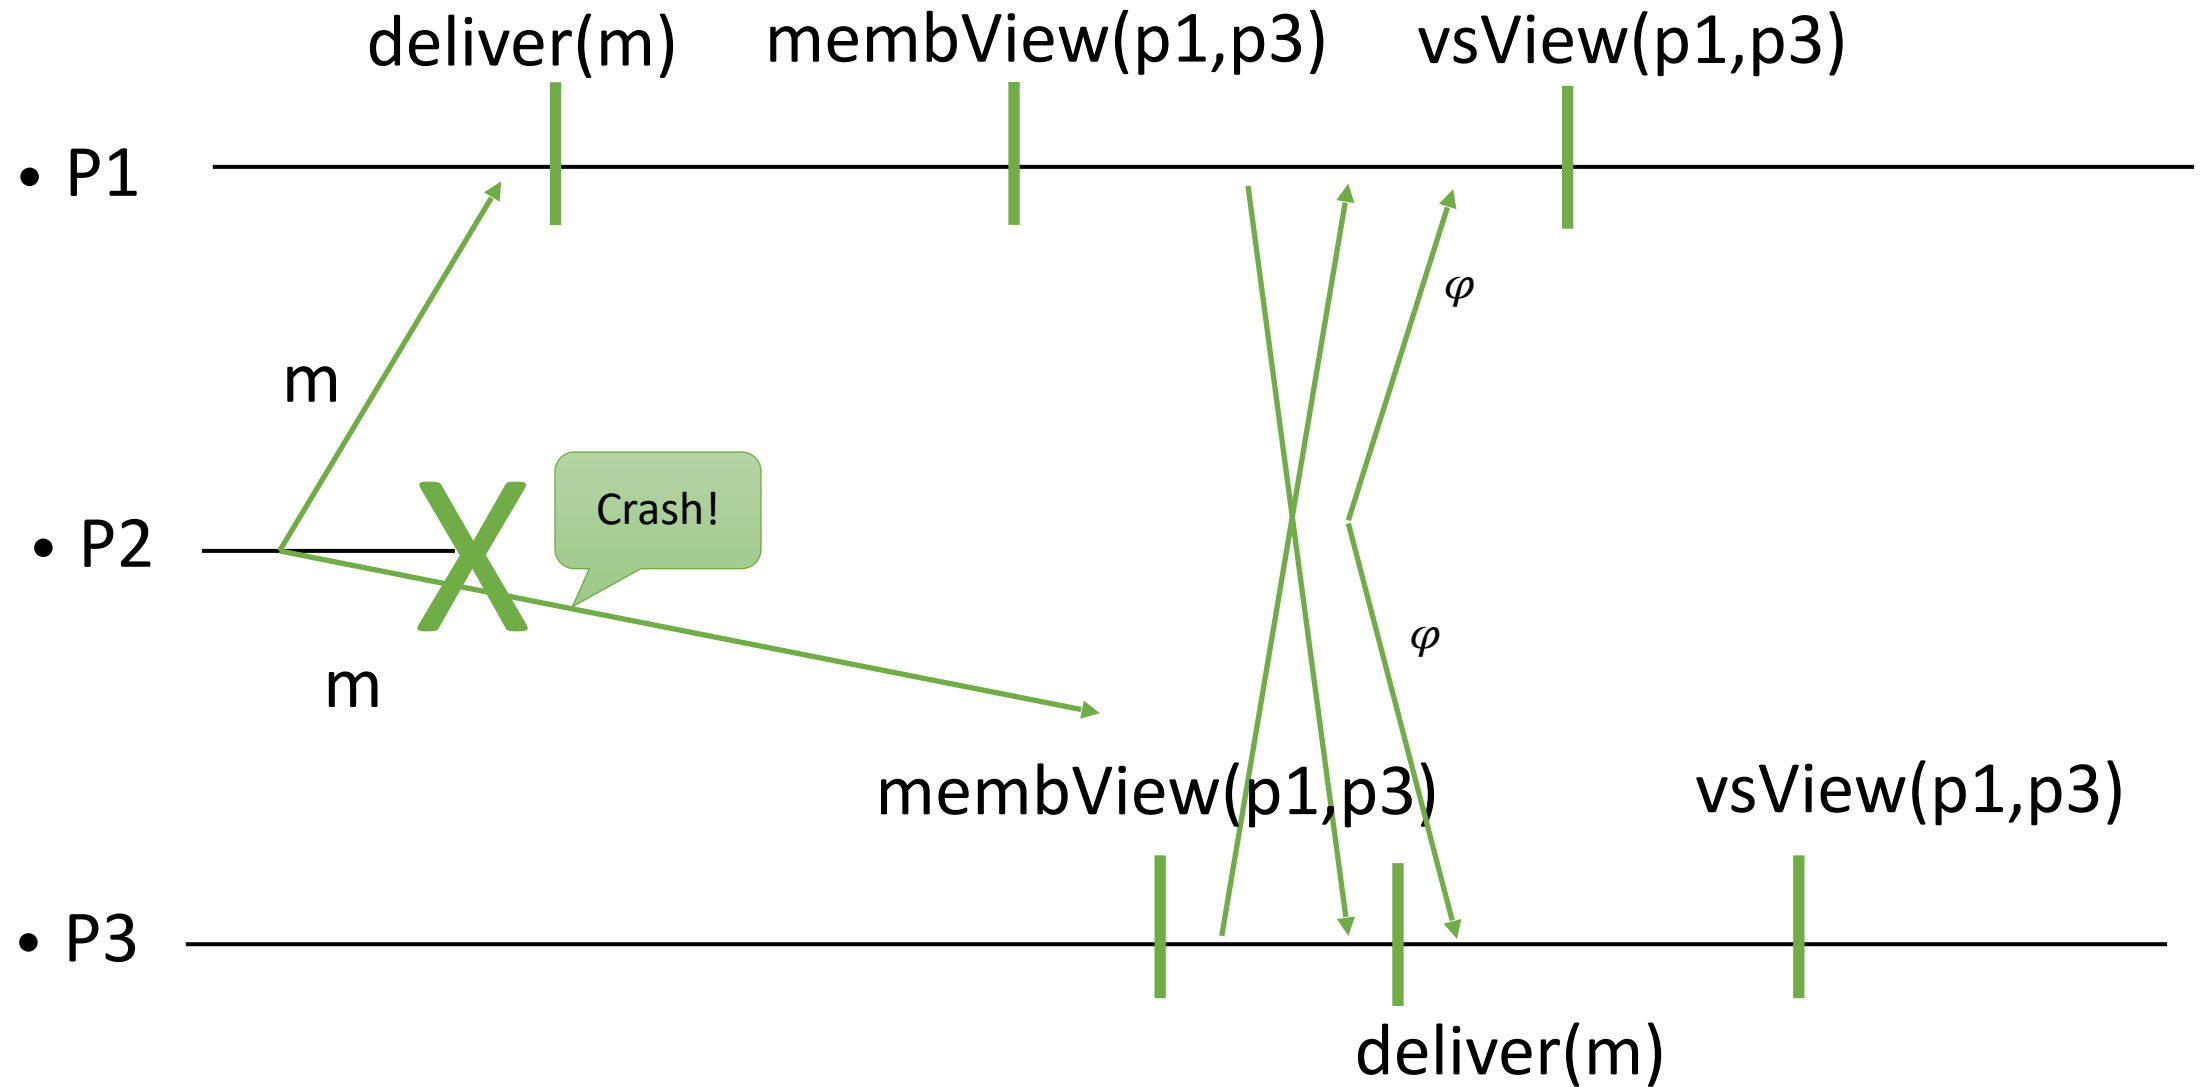 deliver(m) membView(p1,p3) vsView(p1,p3)
• P1
φ
m
Crash!
• P2
φ
m
membView(p1,p3) vsView(p1,p3)
• P3
deliver(m)